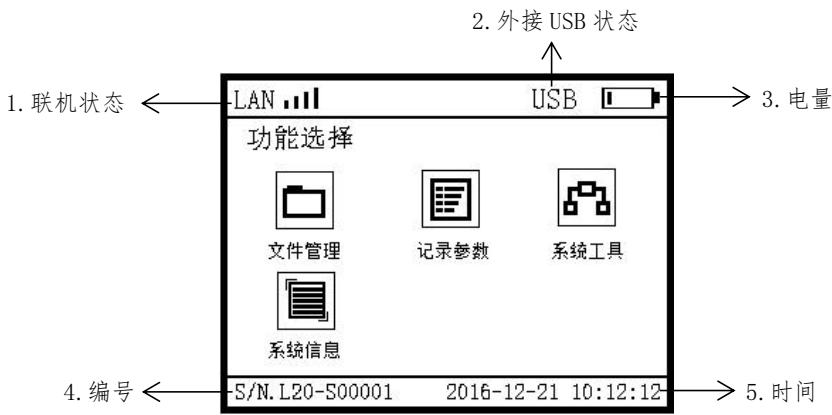 2.外接USB状态
1.联机状态
LAN
USB
3.电量
功能选择
文件管理
记录参数
系统工具
系统信息
4.编号
S/N.L20-S00001
2016-12-21 10:12:12
5.时间